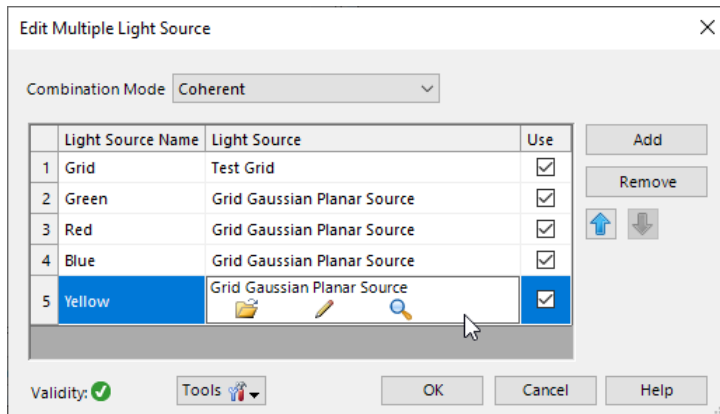 Edit Multiple Light Source
Combination Mode Coherent
Light Source Name Light Source Use
Add
1 Grid Test Grid
Remove
2 Green Grid Gaussian Planar Source
3 Red Grid Gaussian Planar Source
4 Blue Grid Gaussian Planar Source
5 Yellow Grid Gaussian Planar Source
Validity: Tools OK Cancel Help